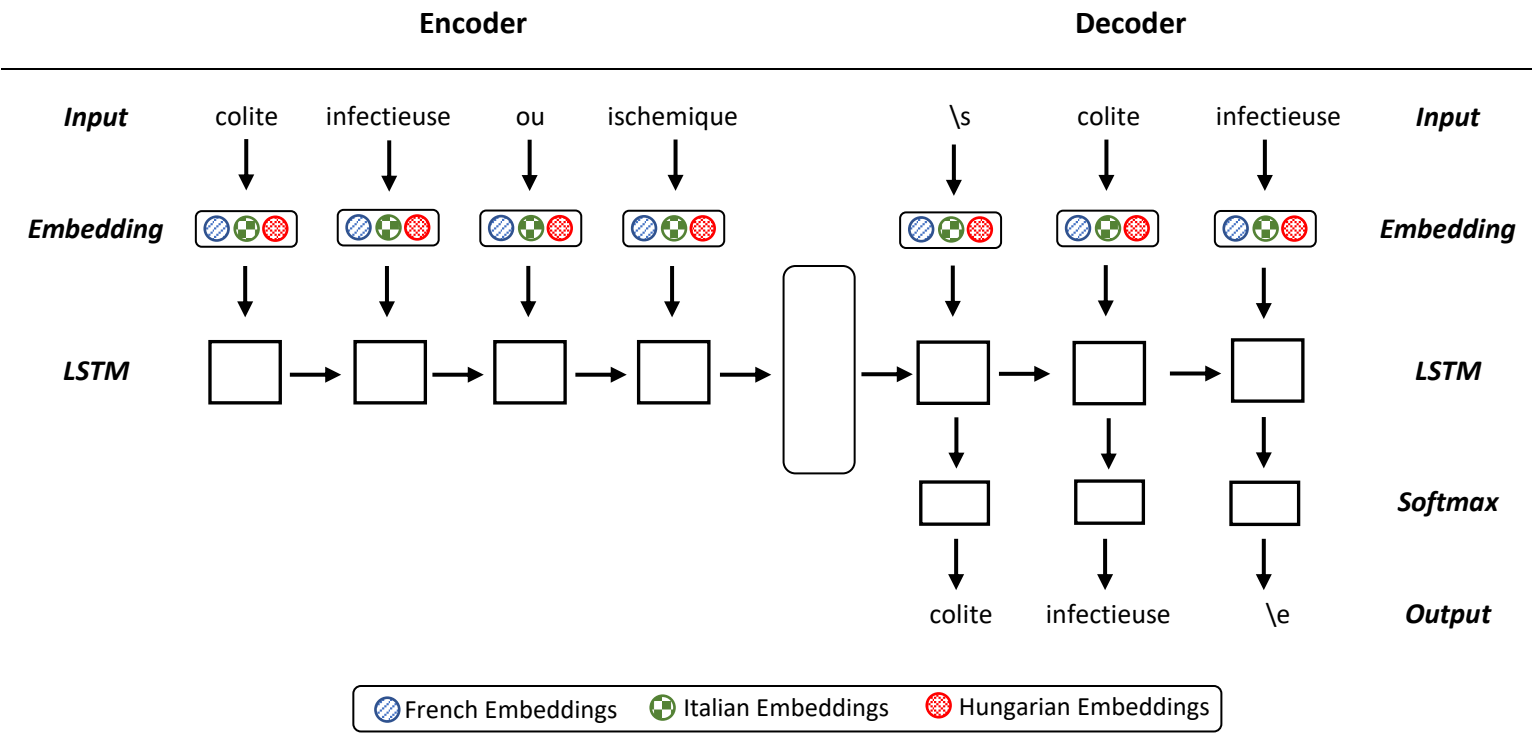 Encoder Decoder
Input colite infectieuse ou ischemique \s colite infectieuse Input
Embedding Embedding
LSTM LSTM
Softmax
colite infectieuse \e Output
French Embeddings Italian Embeddings Hungarian Embeddings